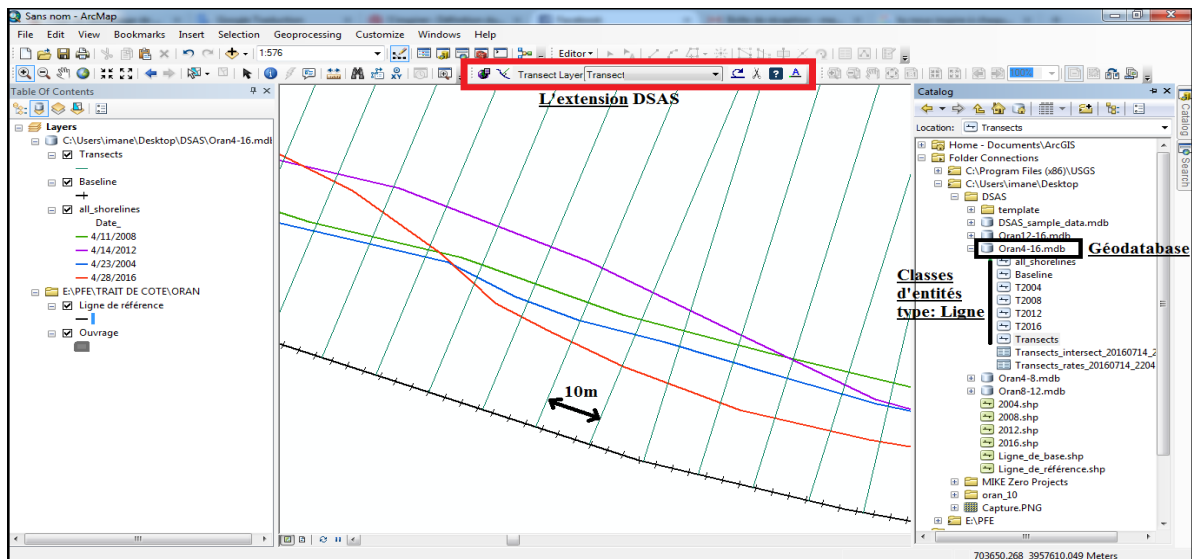 Sans nom - ArcMap
File Edit View Bookmarks Insert Selection Geoprocessing Customize Windows Help
1:576
Editor
Transect Layer Transect
100%
Table Of Contents
Layers
C:\Users\imane\Desktop\DSAS\Oran4-16.mdb
Transects
Baseline
all_shorelines
Date_
4/11/2008
4/14/2012
4/23/2004
4/28/2016
E:\PFE\TRAIT DE COTE\ORAN
Ligne de référence
Ouvrage
L'extension DSAS
10m
Catalog
Location: Transects
Home - Documents\ArcGIS
Folder Connections
C:\Program Files (x86)\USGS
C:\Users\imane\Desktop
DSAS
template
DSAS_sample_data.mdb
Oran12-16.mdb
Oran4-16.mdb
Géodatabase
all_shorelines
Baseline
T2004
T2008
T2012
T2016
Transects
Classes
d'entités
type: Ligne
Transects_intersect_20160714_2
Transects_rates_20160714_2204
Oran4-8.mdb
Oran8-12.mdb
2004.shp
2008.shp
2012.shp
2016.shp
Ligne_de_base.shp
Ligne_de_référence.shp
MIKE Zero Projects
oran_10
Capture.PNG
E:\PFE
Catalog
Search
703650.268 3957610.049 Meters